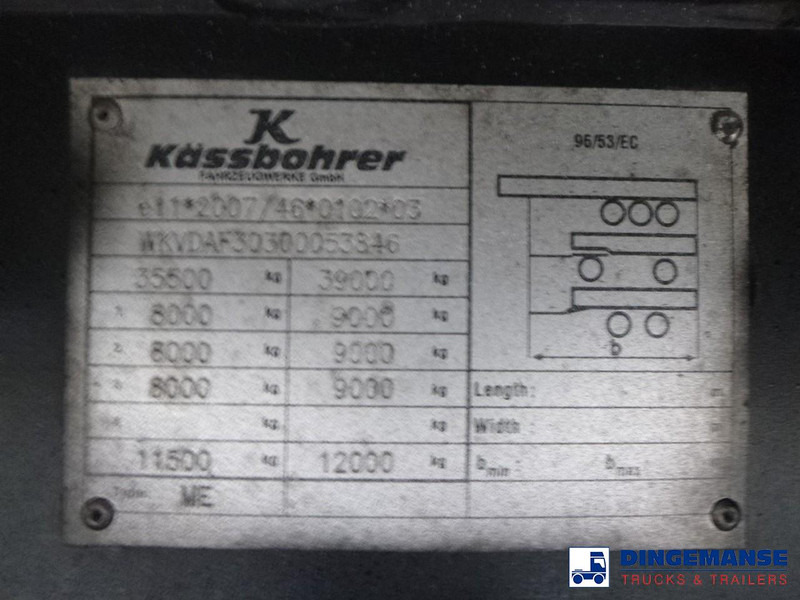 K
Kässbohrer
FAHRZEUGWERKE GmbH
e11*2007/46*0102*03
WKVDAF30300053846
35500 kg 39000 kg
8000 kg 9000 kg
8000 kg 9000 kg
8000 kg 9000 kg
kg kg
11500 kg 12000 kg
ME
96/53/EC
b
Length: m
Width: m
b min: b max:
DINGEMANSE
TRUCKS & TRAILERS